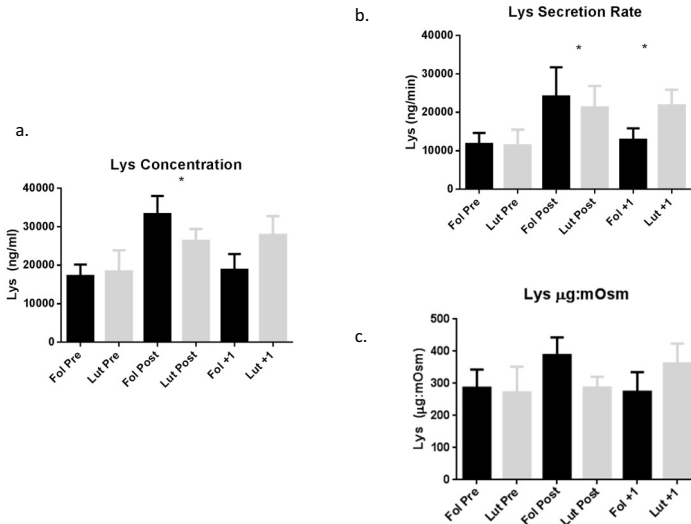 a.
Lys Concentration
*
Lys (ng/ml)
40000
30000
20000
10000
0
Fol Pre
Lut Pre
Fol Post
Lut Post
Fol +1
Lut +1
b.
Lys Secretion Rate
* *
Lys (ng/min)
40000
30000
20000
10000
0
Fol Pre
Lut Pre
Fol Post
Lut Post
Fol +1
Lut +1
c.
Lys μg:mOsm
Lys (μg:mOsm)
500
400
300
200
100
0
Fol Pre
Lut Pre
Fol Post
Lut Post
Fol +1
Lut +1